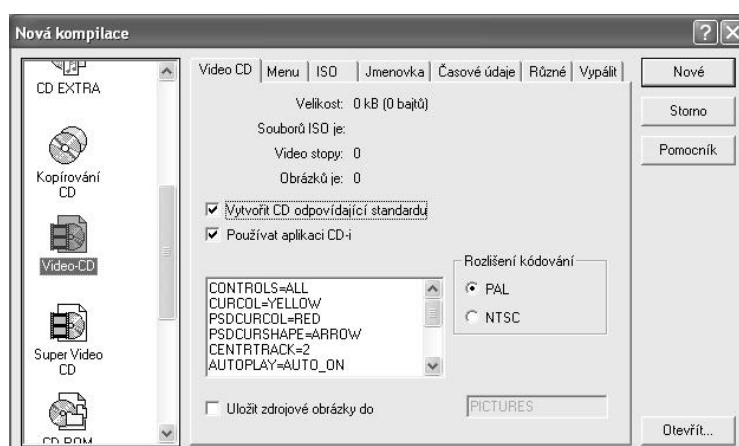 Nová kompilace
CD EXTRA
Kopírování
CD
Video-CD
Super Video
CD
CD ROM
Video CD Menu ISO Jmenovka Časové údaje Různé Vypálit
Velikost: 0 kB (0 bajtů)
Souborů ISO je:
Video stopy: 0
Obrázků je: 0
Vytvořit CD odpovídající standardu
Používat aplikaci CD-i
CONTROLS=ALL
CURCOL=YELLOW
PSDCURCOL=RED
PSDCURSHAPE=ARROW
CENTRTRACK=2
AUTOPLAY=AUTO_ON
Rozlišení kódování
PAL
NTSC
Uložit zdrojové obrázky do
PICTURES
Nové
Storno
Pomocník
Otevřít...